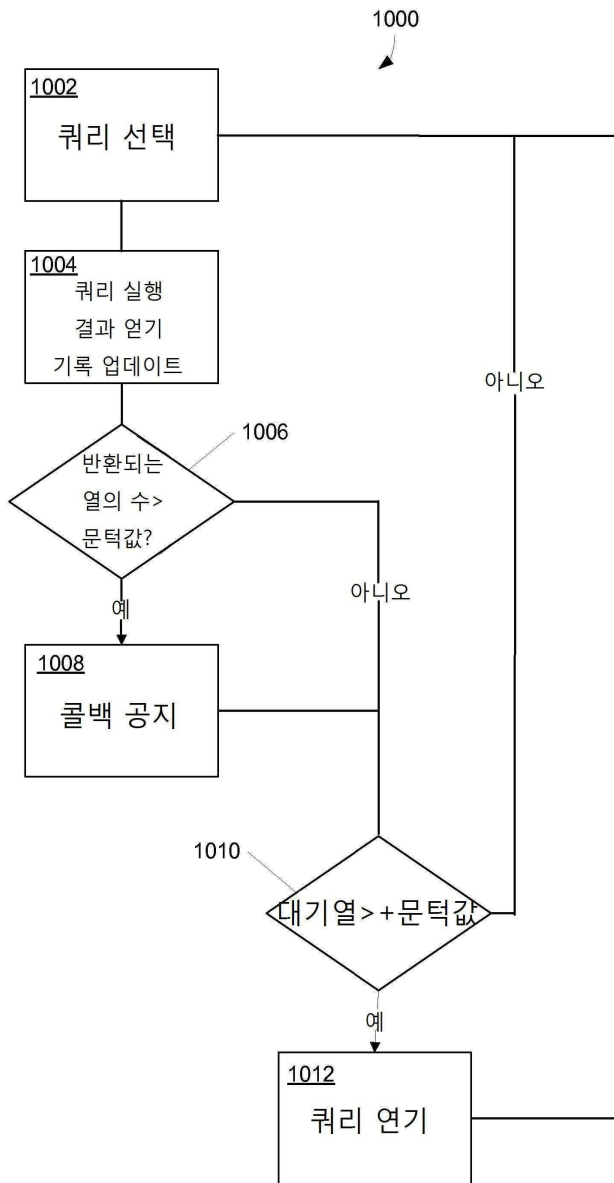 1000
1002
쿼리 선택
1004
쿼리 실행
결과 얻기
기록 업데이트
아니오
1006
반환되는
열의 수>
문턱값?
예
아니오
1008
콜백 공지
1010
대기열>+문턱값
예
1012
쿼리 연기